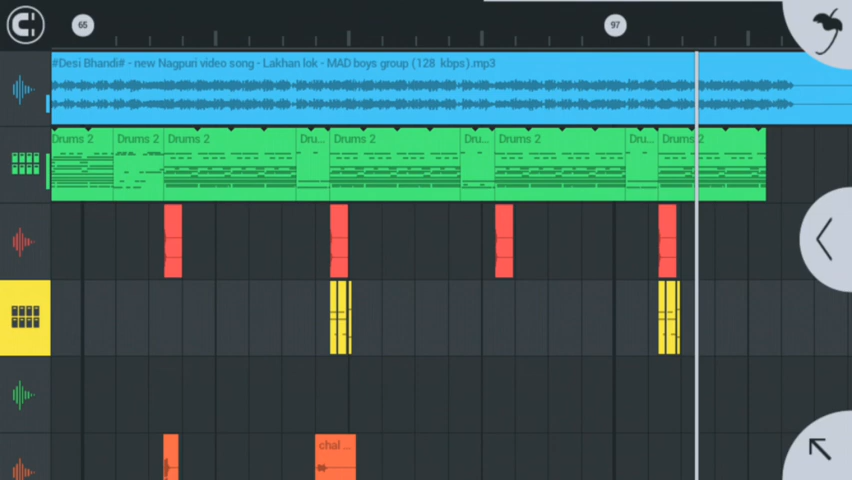 65
97
#Desi Bhandi# - new Nagpuri video song - Lakhan lok - MAD boys group (128 kbps).mp3
Drums 2 Drums 2 Drums 2 Dru... Drums 2 Dru... Drums 2 Dru... Drums 2
chal ...